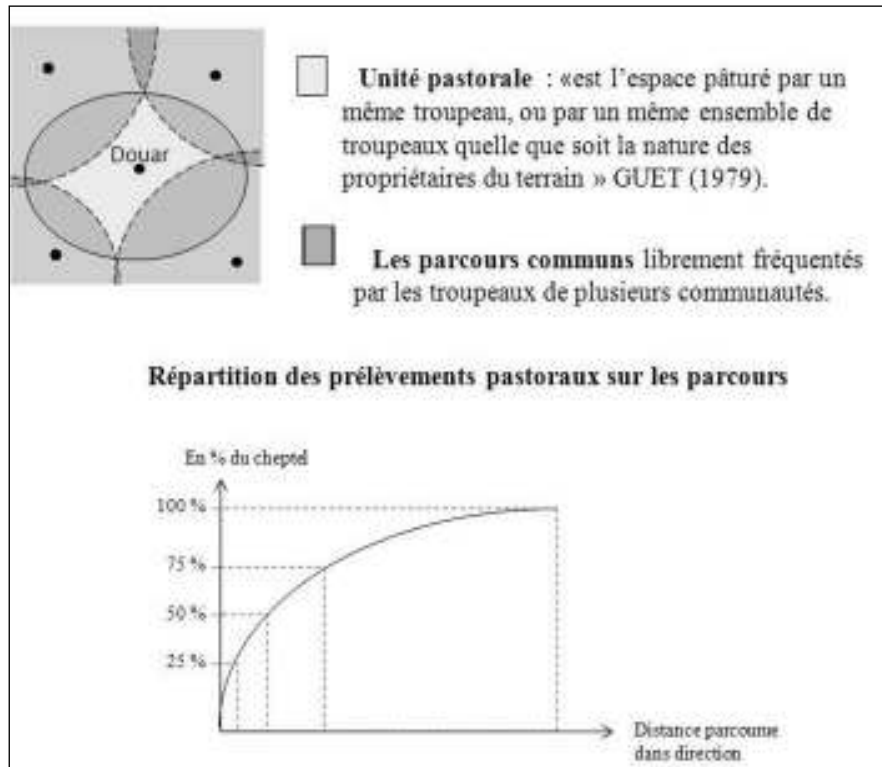 Douar
Unité pastorale : «est l’espace pâturé par un
même troupeau, ou par un même ensemble de
troupeaux quelle que soit la nature des
propriétaires du terrain » GUET (1979).
Les parcours communs librement fréquentés
par les troupeaux de plusieurs communautés.
Répartition des prélèvements pastoraux sur les parcours
En % du cheptel
100 %
75 %
50 %
25 %
Distance parcourue
dans direction